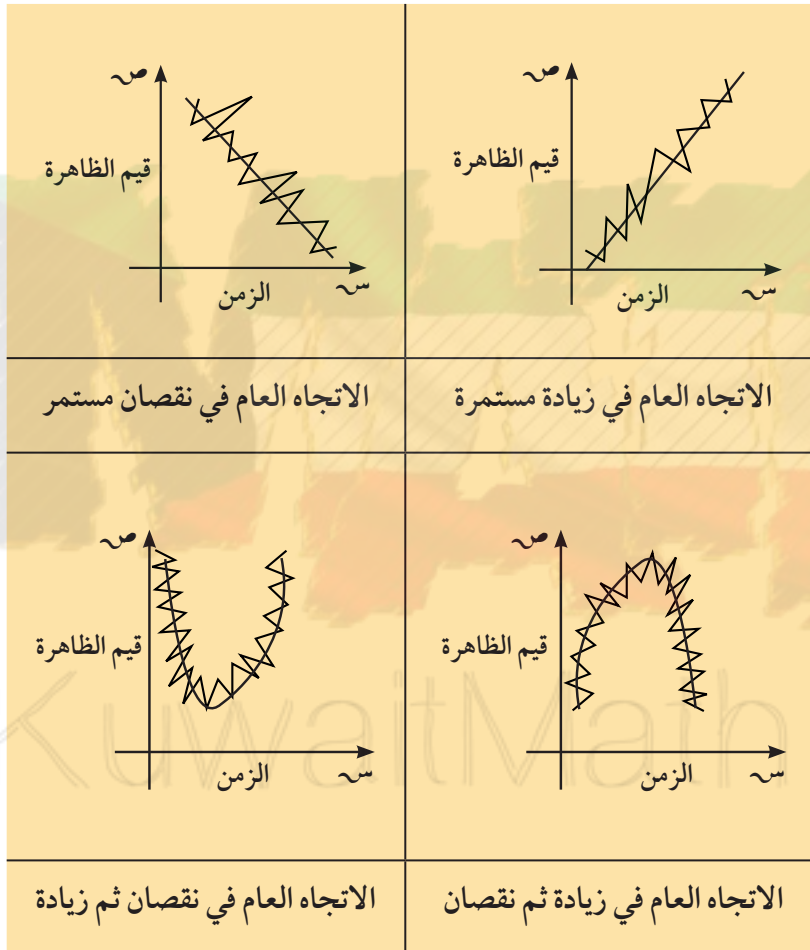 ص
قيم الظاهرة
الزمن
س
الاتجاه العام في زيادة مستمرة
ص
قيم الظاهرة
الزمن
س
الاتجاه العام في نقصان مستمر
ص
قيم الظاهرة
الزمن
س
الاتجاه العام في زيادة ثم نقصان
ص
قيم الظاهرة
الزمن
س
الاتجاه العام في نقصان ثم زيادة
KuwaitMath